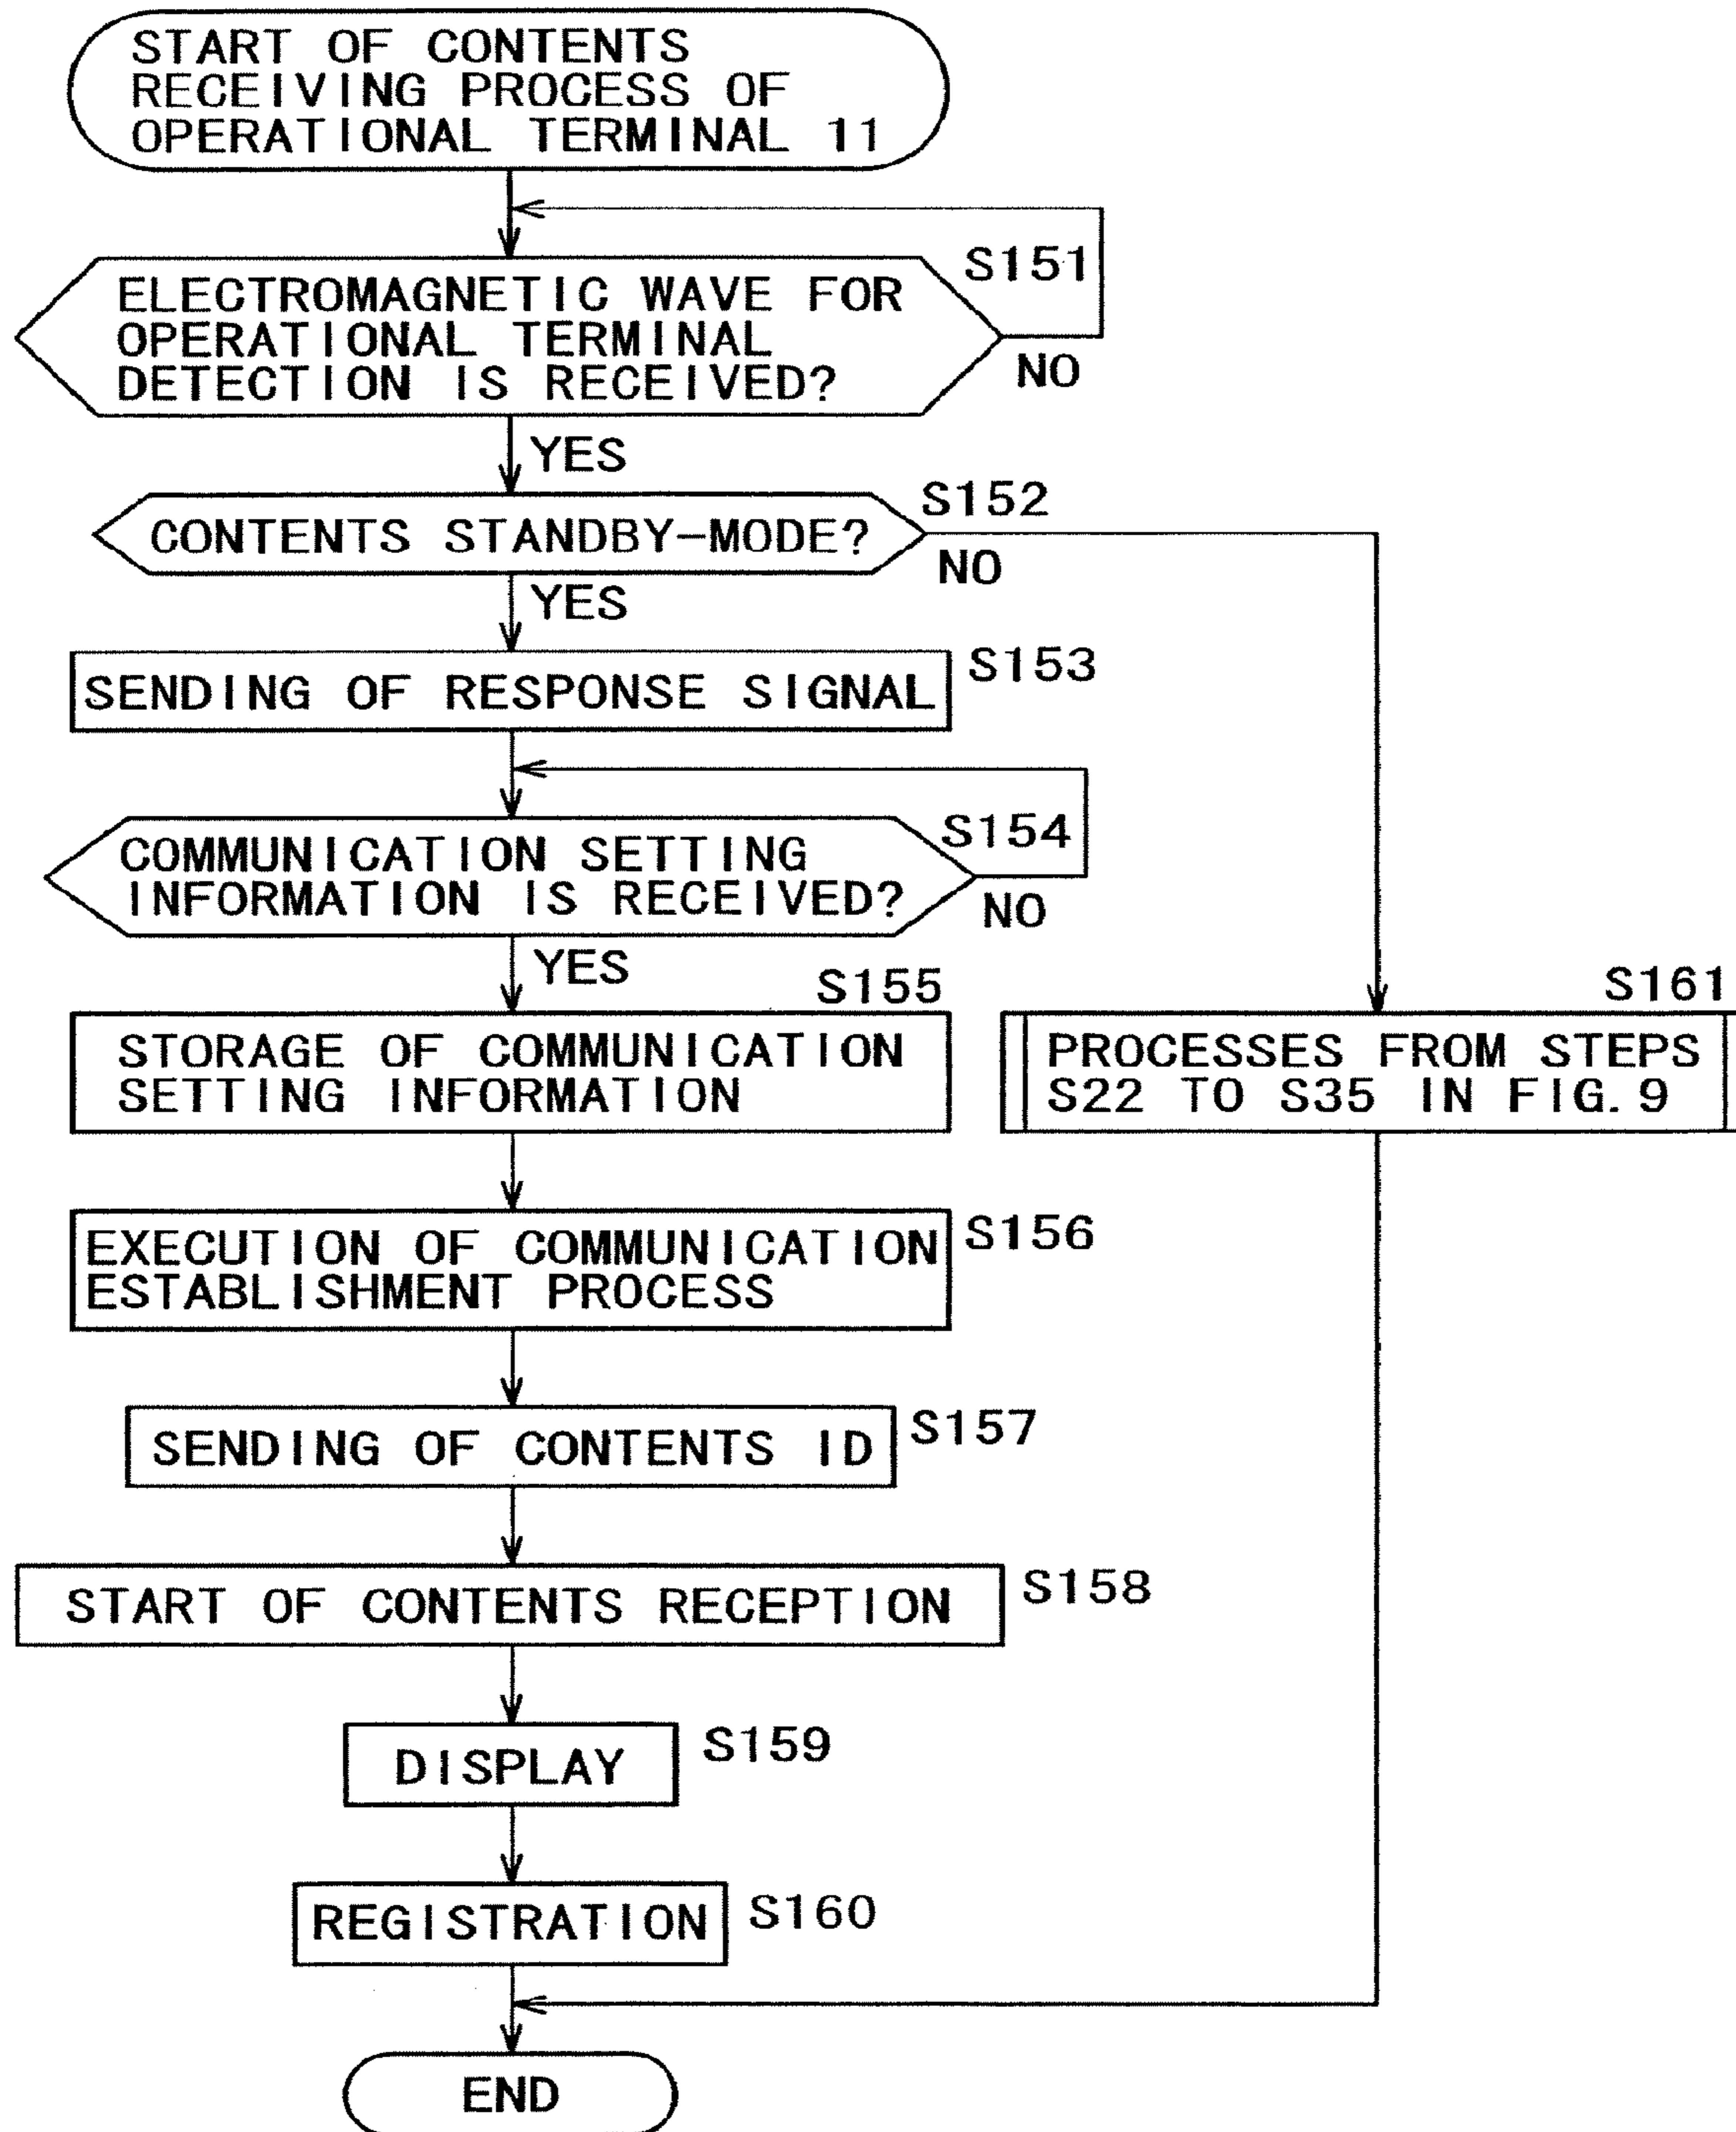 START OF CONTENTS
RECEIVING PROCESS OF
OPERATIONAL TERMINAL 11
S151
ELECTROMAGNETIC WAVE FOR
OPERATIONAL TERMINAL
DETECTION IS RECEIVED?
NO
YES
S152
CONTENTS STANDBY-MODE?
NO
YES
S153
SENDING OF RESPONSE SIGNAL
S154
COMMUNICATION SETTING
INFORMATION IS RECEIVED?
NO
YES
S155
STORAGE OF COMMUNICATION
SETTING INFORMATION
S161
PROCESSES FROM STEPS
S22 TO S35 IN FIG. 9
S156
EXECUTION OF COMMUNICATION
ESTABLISHMENT PROCESS
S157
SENDING OF CONTENTS ID
S158
START OF CONTENTS RECEPTION
S159
DISPLAY
S160
REGISTRATION
END